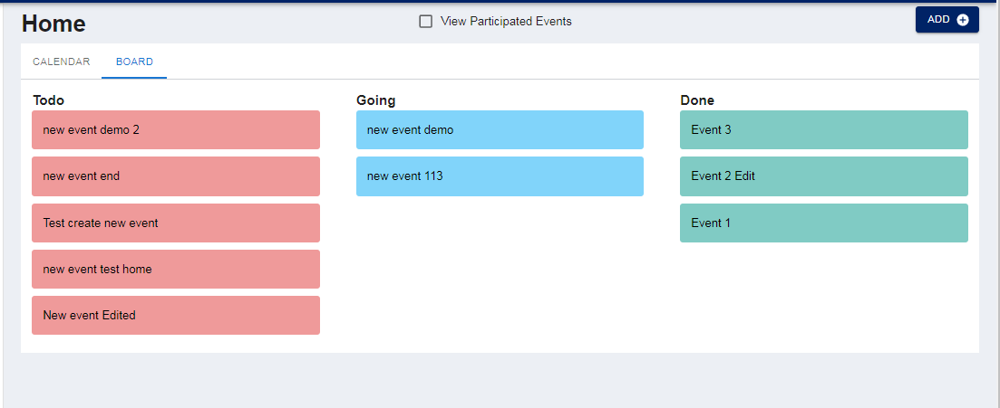 Home
View Participated Events
ADD
CALENDAR
BOARD
Todo
new event demo 2
new event end
Test create new event
new event test home
New event Edited
Going
new event demo
new event 113
Done
Event 3
Event 2 Edit
Event 1